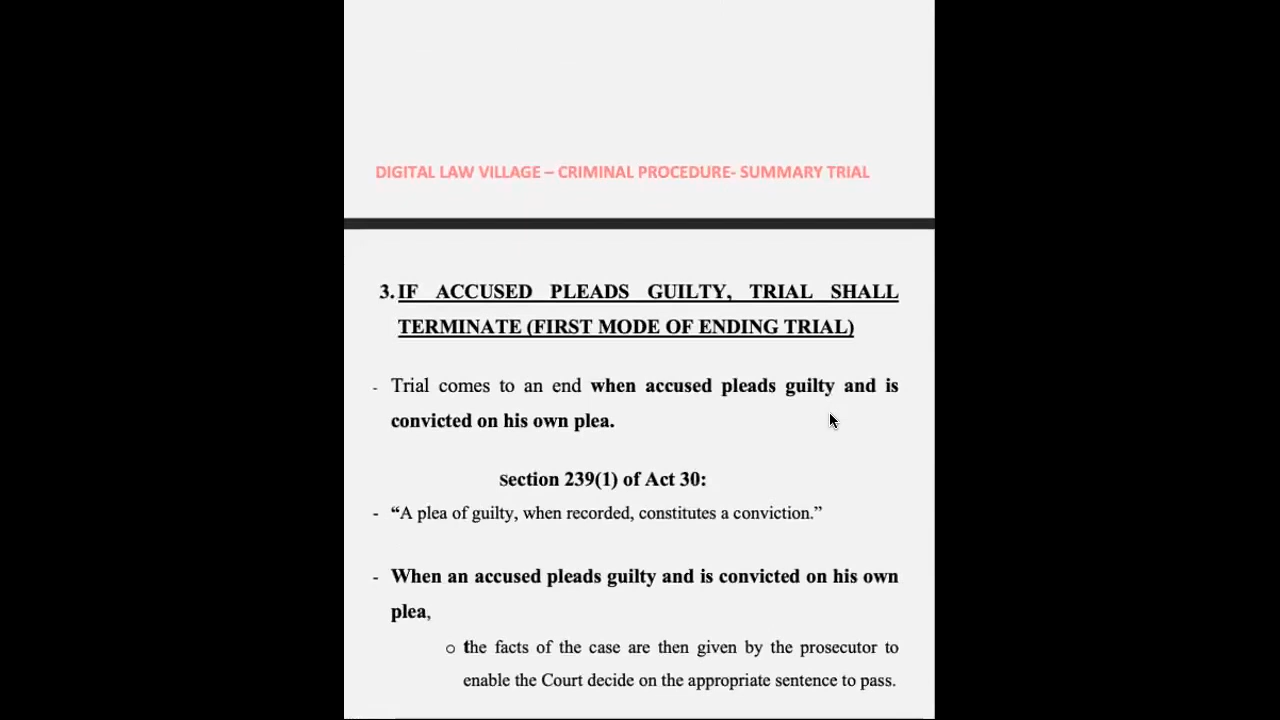 DIGITAL LAW VILLAGE – CRIMINAL PROCEDURE- SUMMARY TRIAL
3. IF ACCUSED PLEADS GUILTY, TRIAL SHALL
TERMINATE (FIRST MODE OF ENDING TRIAL)
- Trial comes to an end when accused pleads guilty and is
convicted on his own plea.
Section 239(1) of Act 30:
- “A plea of guilty, when recorded, constitutes a conviction.”
- When an accused pleads guilty and is convicted on his own
plea,
o the facts of the case are then given by the prosecutor to
enable the Court decide on the appropriate sentence to pass.